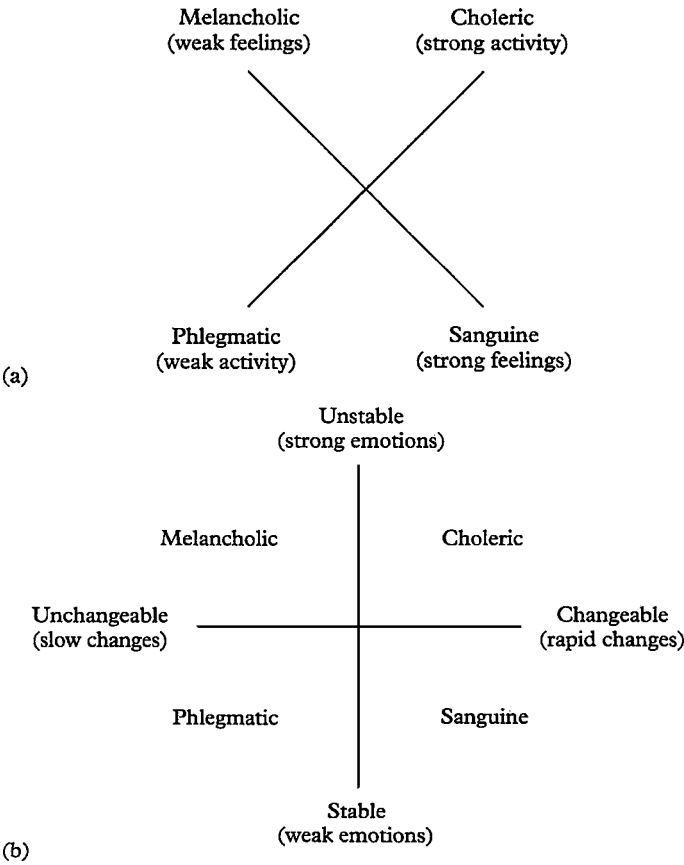 Melancholic
(weak feelings)
Choleric
(strong activity)
Phlegmatic
(weak activity)
Sanguine
(strong feelings)
(a)
Unstable
(strong emotions)
Melancholic
Choleric
Unchangeable
(slow changes)
Changeable
(rapid changes)
Phlegmatic
Sanguine
Stable
(weak emotions)
(b)